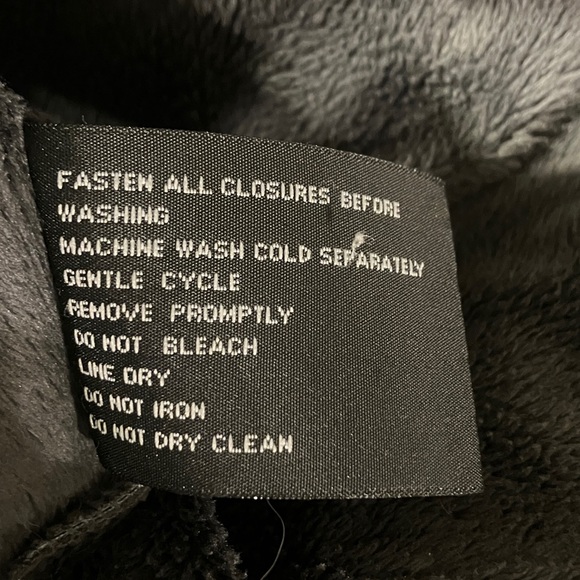 FASTEN ALL CLOSURES BEFORE
WASHING
MACHINE WASH COLD SEPARATELY
GENTLE CYCLE
REMOVE PROMPTLY
DO NOT BLEACH
LINE DRY
DO NOT IRON
DO NOT DRY CLEAN